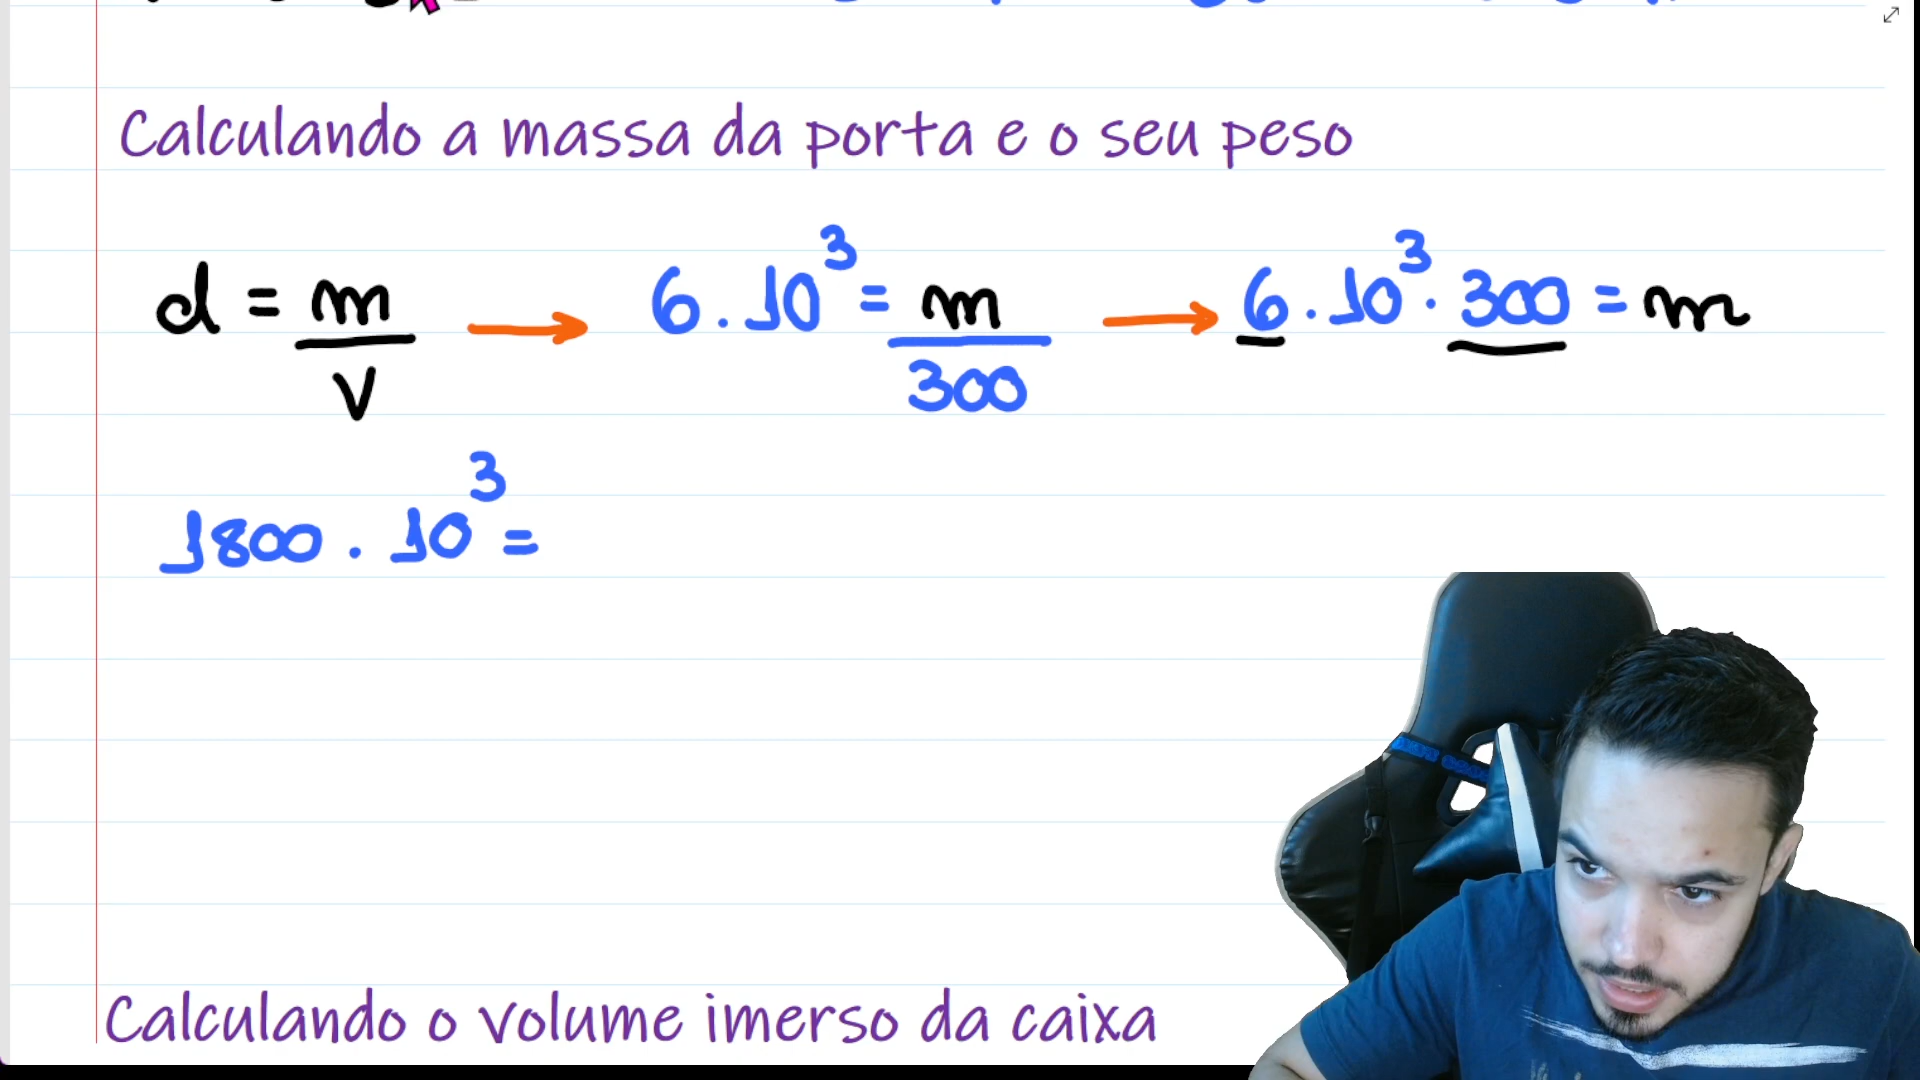 Calculando a massa da porta e o seu peso
d = m/V → 6 . 10³ = m/300 → 6 . 10³ . 300 = m
1800 . 10³ =
Calculando o volume imerso da caixa